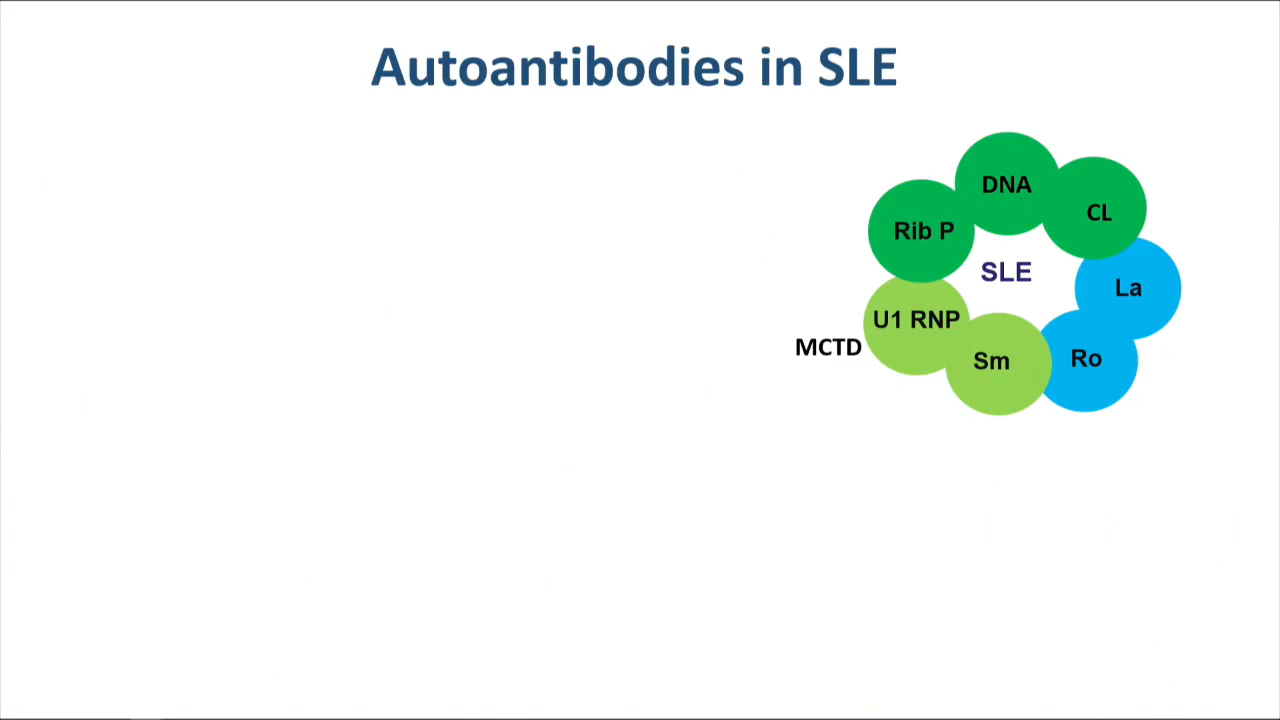 Autoantibodies in SLE
DNA
CL
Rib P
SLE
La
U1 RNP
MCTD
Sm
Ro